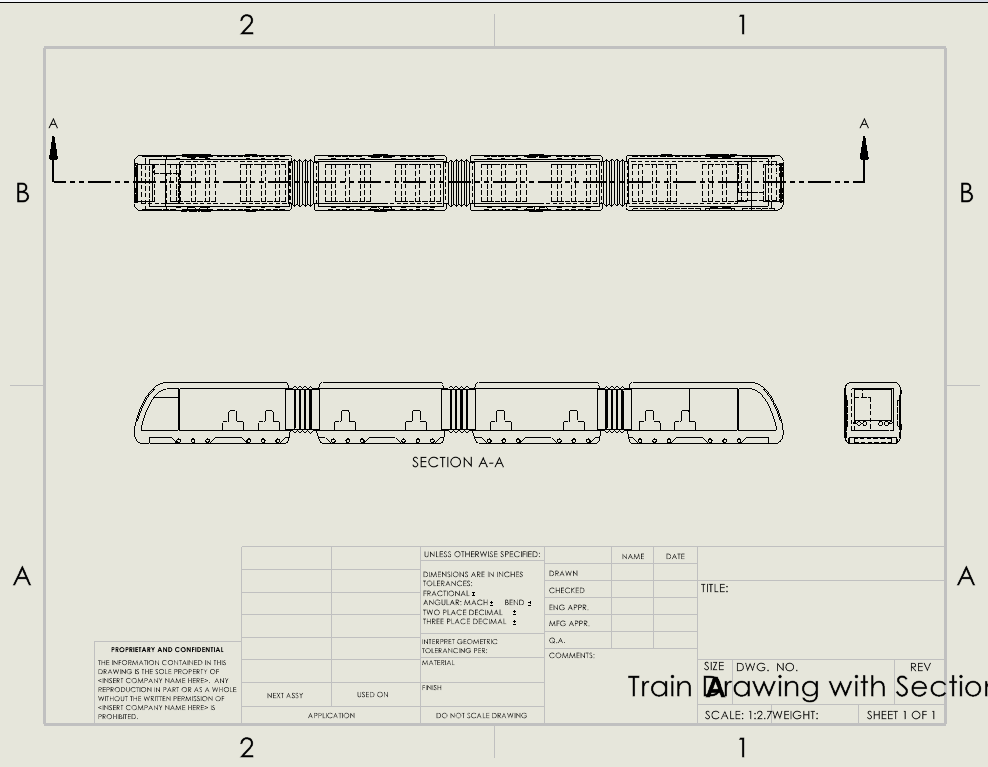 2 1
A A
B B
SECTION A-A
A A
UNLESS OTHERWISE SPECIFIED:
DIMENSIONS ARE IN INCHES
TOLERANCES:
FRACTIONAL ±
ANGULAR: MACH ± BEND ±
TWO PLACE DECIMAL ±
THREE PLACE DECIMAL ±
INTERPRET GEOMETRIC
TOLERANCING PER:
MATERIAL
FINISH
DO NOT SCALE DRAWING
NAME DATE
DRAWN
CHECKED
ENG APPR.
MFG APPR.
Q.A.
COMMENTS:
TITLE:
SIZE DWG. NO. REV
A
Train Drawing with Section
SCALE: 1:2.7 WEIGHT: SHEET 1 OF 1
PROPRIETARY AND CONFIDENTIAL
THE INFORMATION CONTAINED IN THIS
DRAWING IS THE SOLE PROPERTY OF
<INSERT COMPANY NAME HERE>. ANY
REPRODUCTION IN PART OR AS A WHOLE
WITHOUT THE WRITTEN PERMISSION OF
<INSERT COMPANY NAME HERE> IS
PROHIBITED.
NEXT ASSY USED ON
APPLICATION
2 1